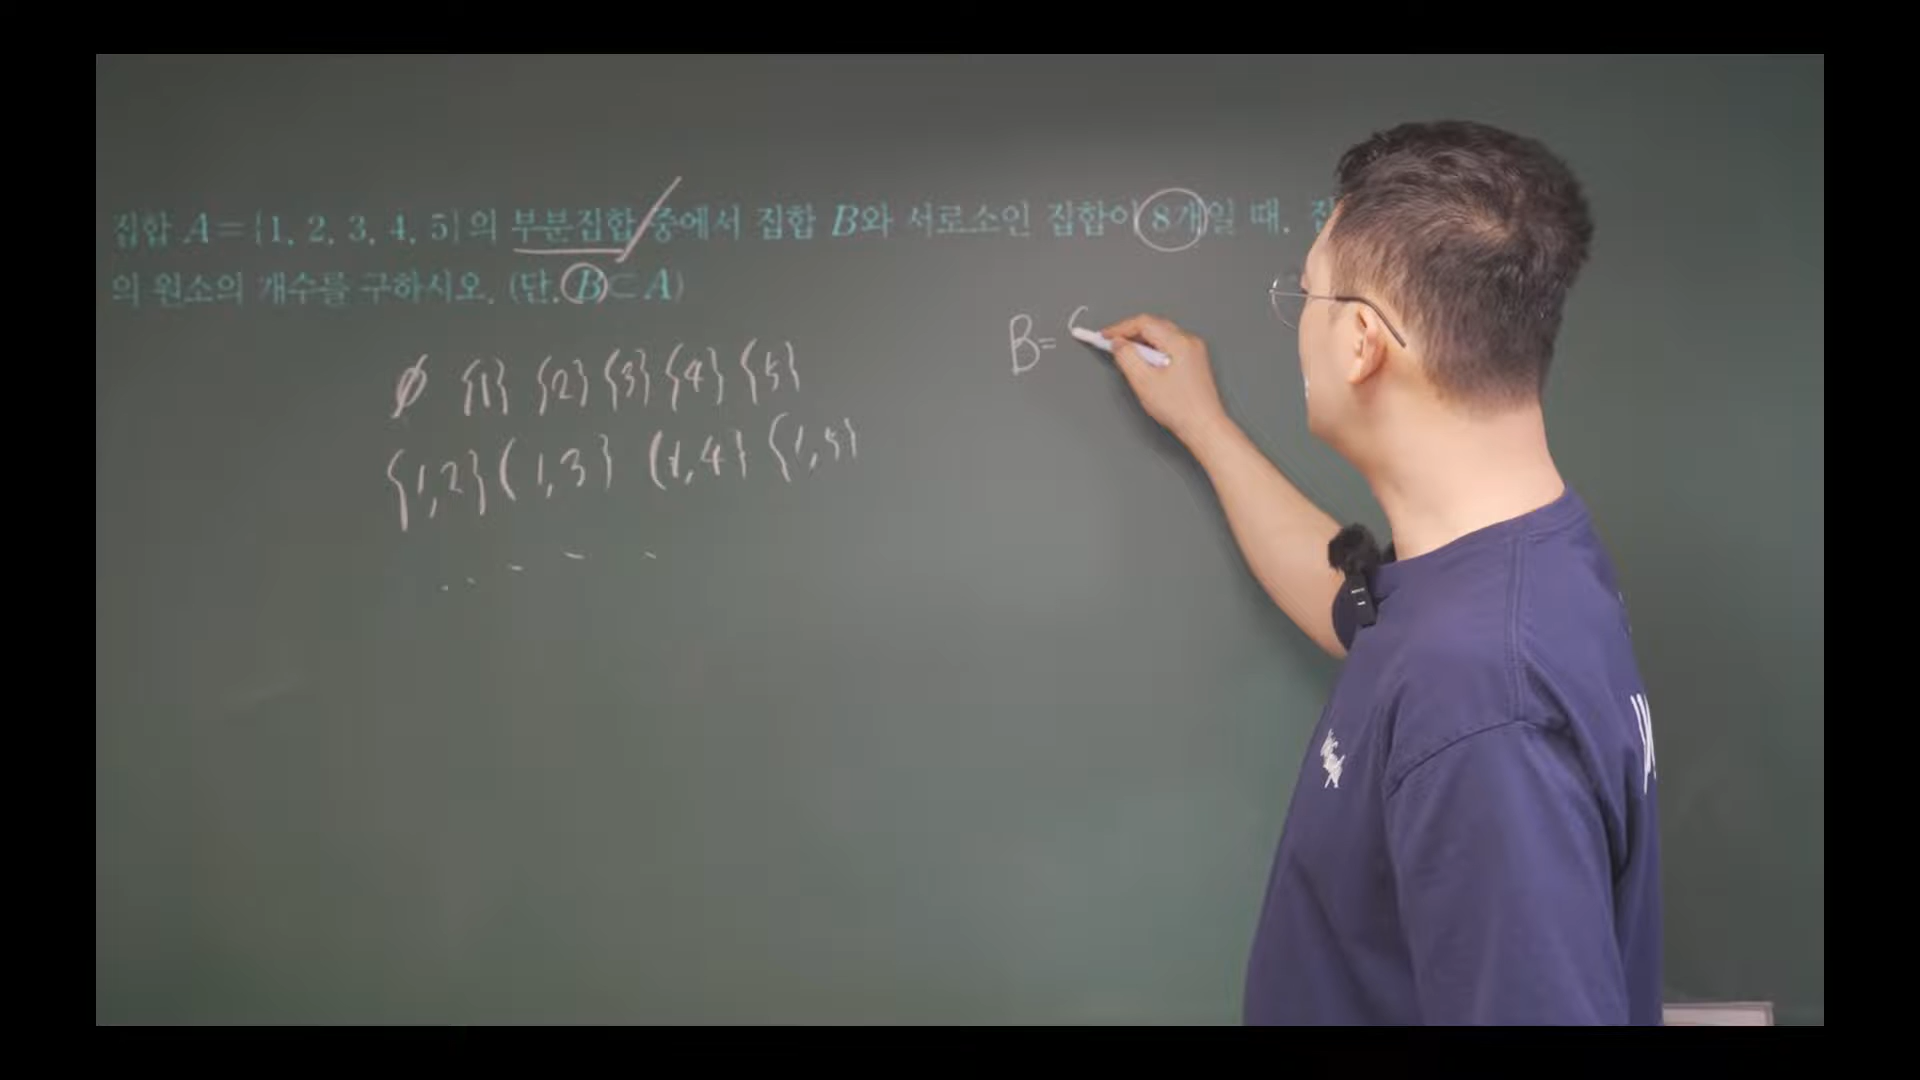 집합 A={1, 2, 3, 4, 5}의 부분집합 중에서 집합 B와 서로소인 집합이 8개일 때, 집
의 원소의 개수를 구하시오. (단, B⊂A)
∅ {1} {2} {3} {4} {5}
{1,2} {1,3} {1,4} {1,5}
B=